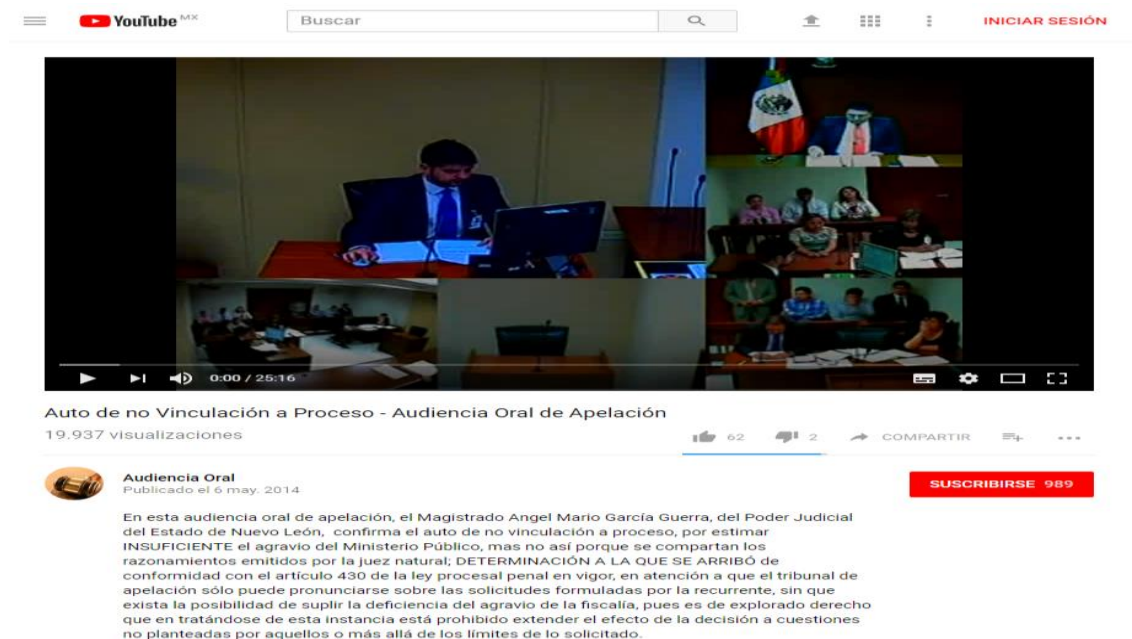 YouTube MX Buscar INICIAR SESIÓN
0:00 / 25:16
Auto de no Vinculación a Proceso - Audiencia Oral de Apelación
19.937 visualizaciones 62 2 COMPARTIR
Audiencia Oral SUSCRIBIRSE 989
Publicado el 6 may. 2014
En esta audiencia oral de apelación, el Magistrado Angel Mario García Guerra, del Poder Judicial
del Estado de Nuevo León, confirma el auto de no vinculación a proceso, por estimar
INSUFICIENTE el agravio del Ministerio Público, mas no así porque se compartan los
razonamientos emitidos por la juez natural; DETERMINACIÓN A LA QUE SE ARRIBÓ de
conformidad con el artículo 430 de la ley procesal penal en vigor, en atención a que el tribunal de
apelación sólo puede pronunciarse sobre las solicitudes formuladas por la recurrente, sin que
exista la posibilidad de suplir la deficiencia del agravio de la fiscalía, pues es de explorado derecho
que en tratándose de esta instancia está prohibido extender el efecto de la decisión a cuestiones
no planteadas por aquellos o más allá de los límites de lo solicitado.